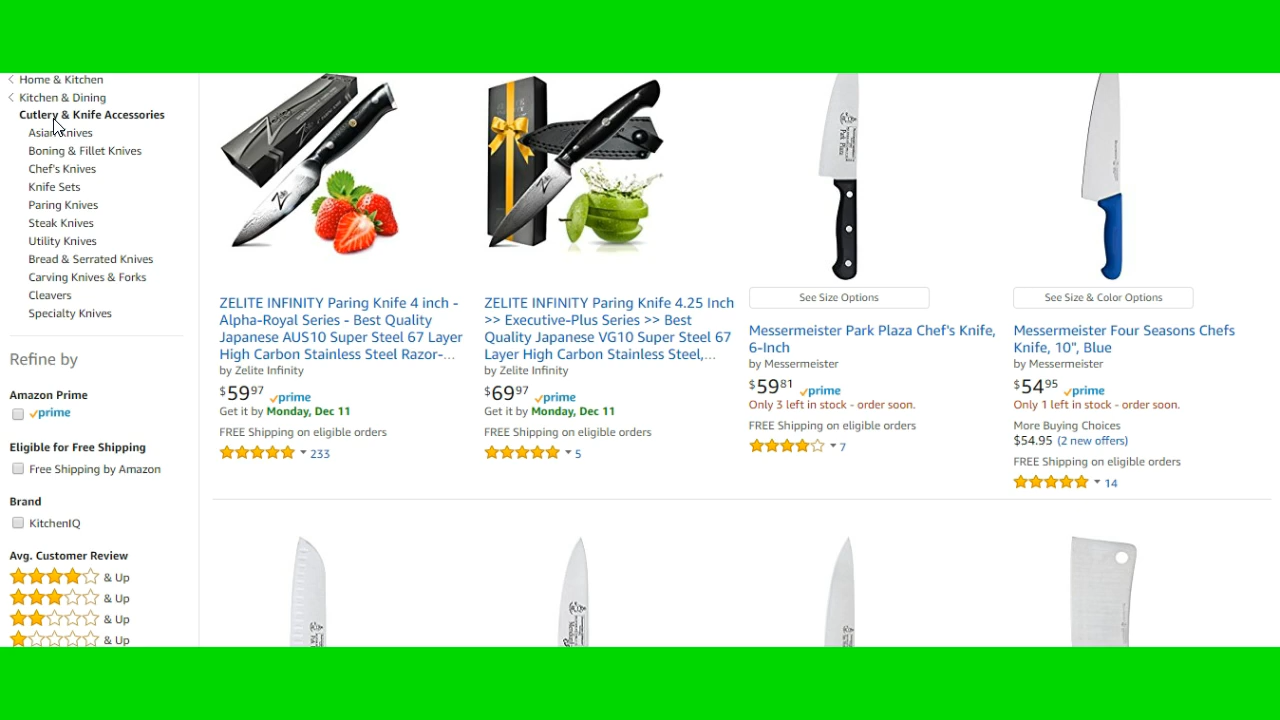 Home & Kitchen
Kitchen & Dining
Cutlery & Knife Accessories
Asian Knives
Boning & Fillet Knives
Chef's Knives
Knife Sets
Paring Knives
Steak Knives
Utility Knives
Bread & Serrated Knives
Carving Knives & Forks
Cleavers
Specialty Knives
Refine by
Amazon Prime
prime
Eligible for Free Shipping
Free Shipping by Amazon
Brand
KitchenIQ
Avg. Customer Review
& Up
& Up
& Up
& Up
ZELITE INFINITY Paring Knife 4 inch -
Alpha-Royal Series - Best Quality
Japanese AUS10 Super Steel 67 Layer
High Carbon Stainless Steel Razor-...
by Zelite Infinity
$59 97 prime
Get it by Monday, Dec 11
FREE Shipping on eligible orders
233
ZELITE INFINITY Paring Knife 4.25 Inch
>> Executive-Plus Series >> Best
Quality Japanese VG10 Super Steel 67
Layer High Carbon Stainless Steel,...
by Zelite Infinity
$69 97 prime
Get it by Monday, Dec 11
FREE Shipping on eligible orders
5
See Size Options
Messermeister Park Plaza Chef's Knife,
6-Inch
by Messermeister
$59 81 prime
Only 3 left in stock - order soon.
FREE Shipping on eligible orders
7
See Size & Color Options
Messermeister Four Seasons Chefs
Knife, 10", Blue
by Messermeister
$54 95 prime
Only 1 left in stock - order soon.
More Buying Choices
$54.95 (2 new offers)
FREE Shipping on eligible orders
14